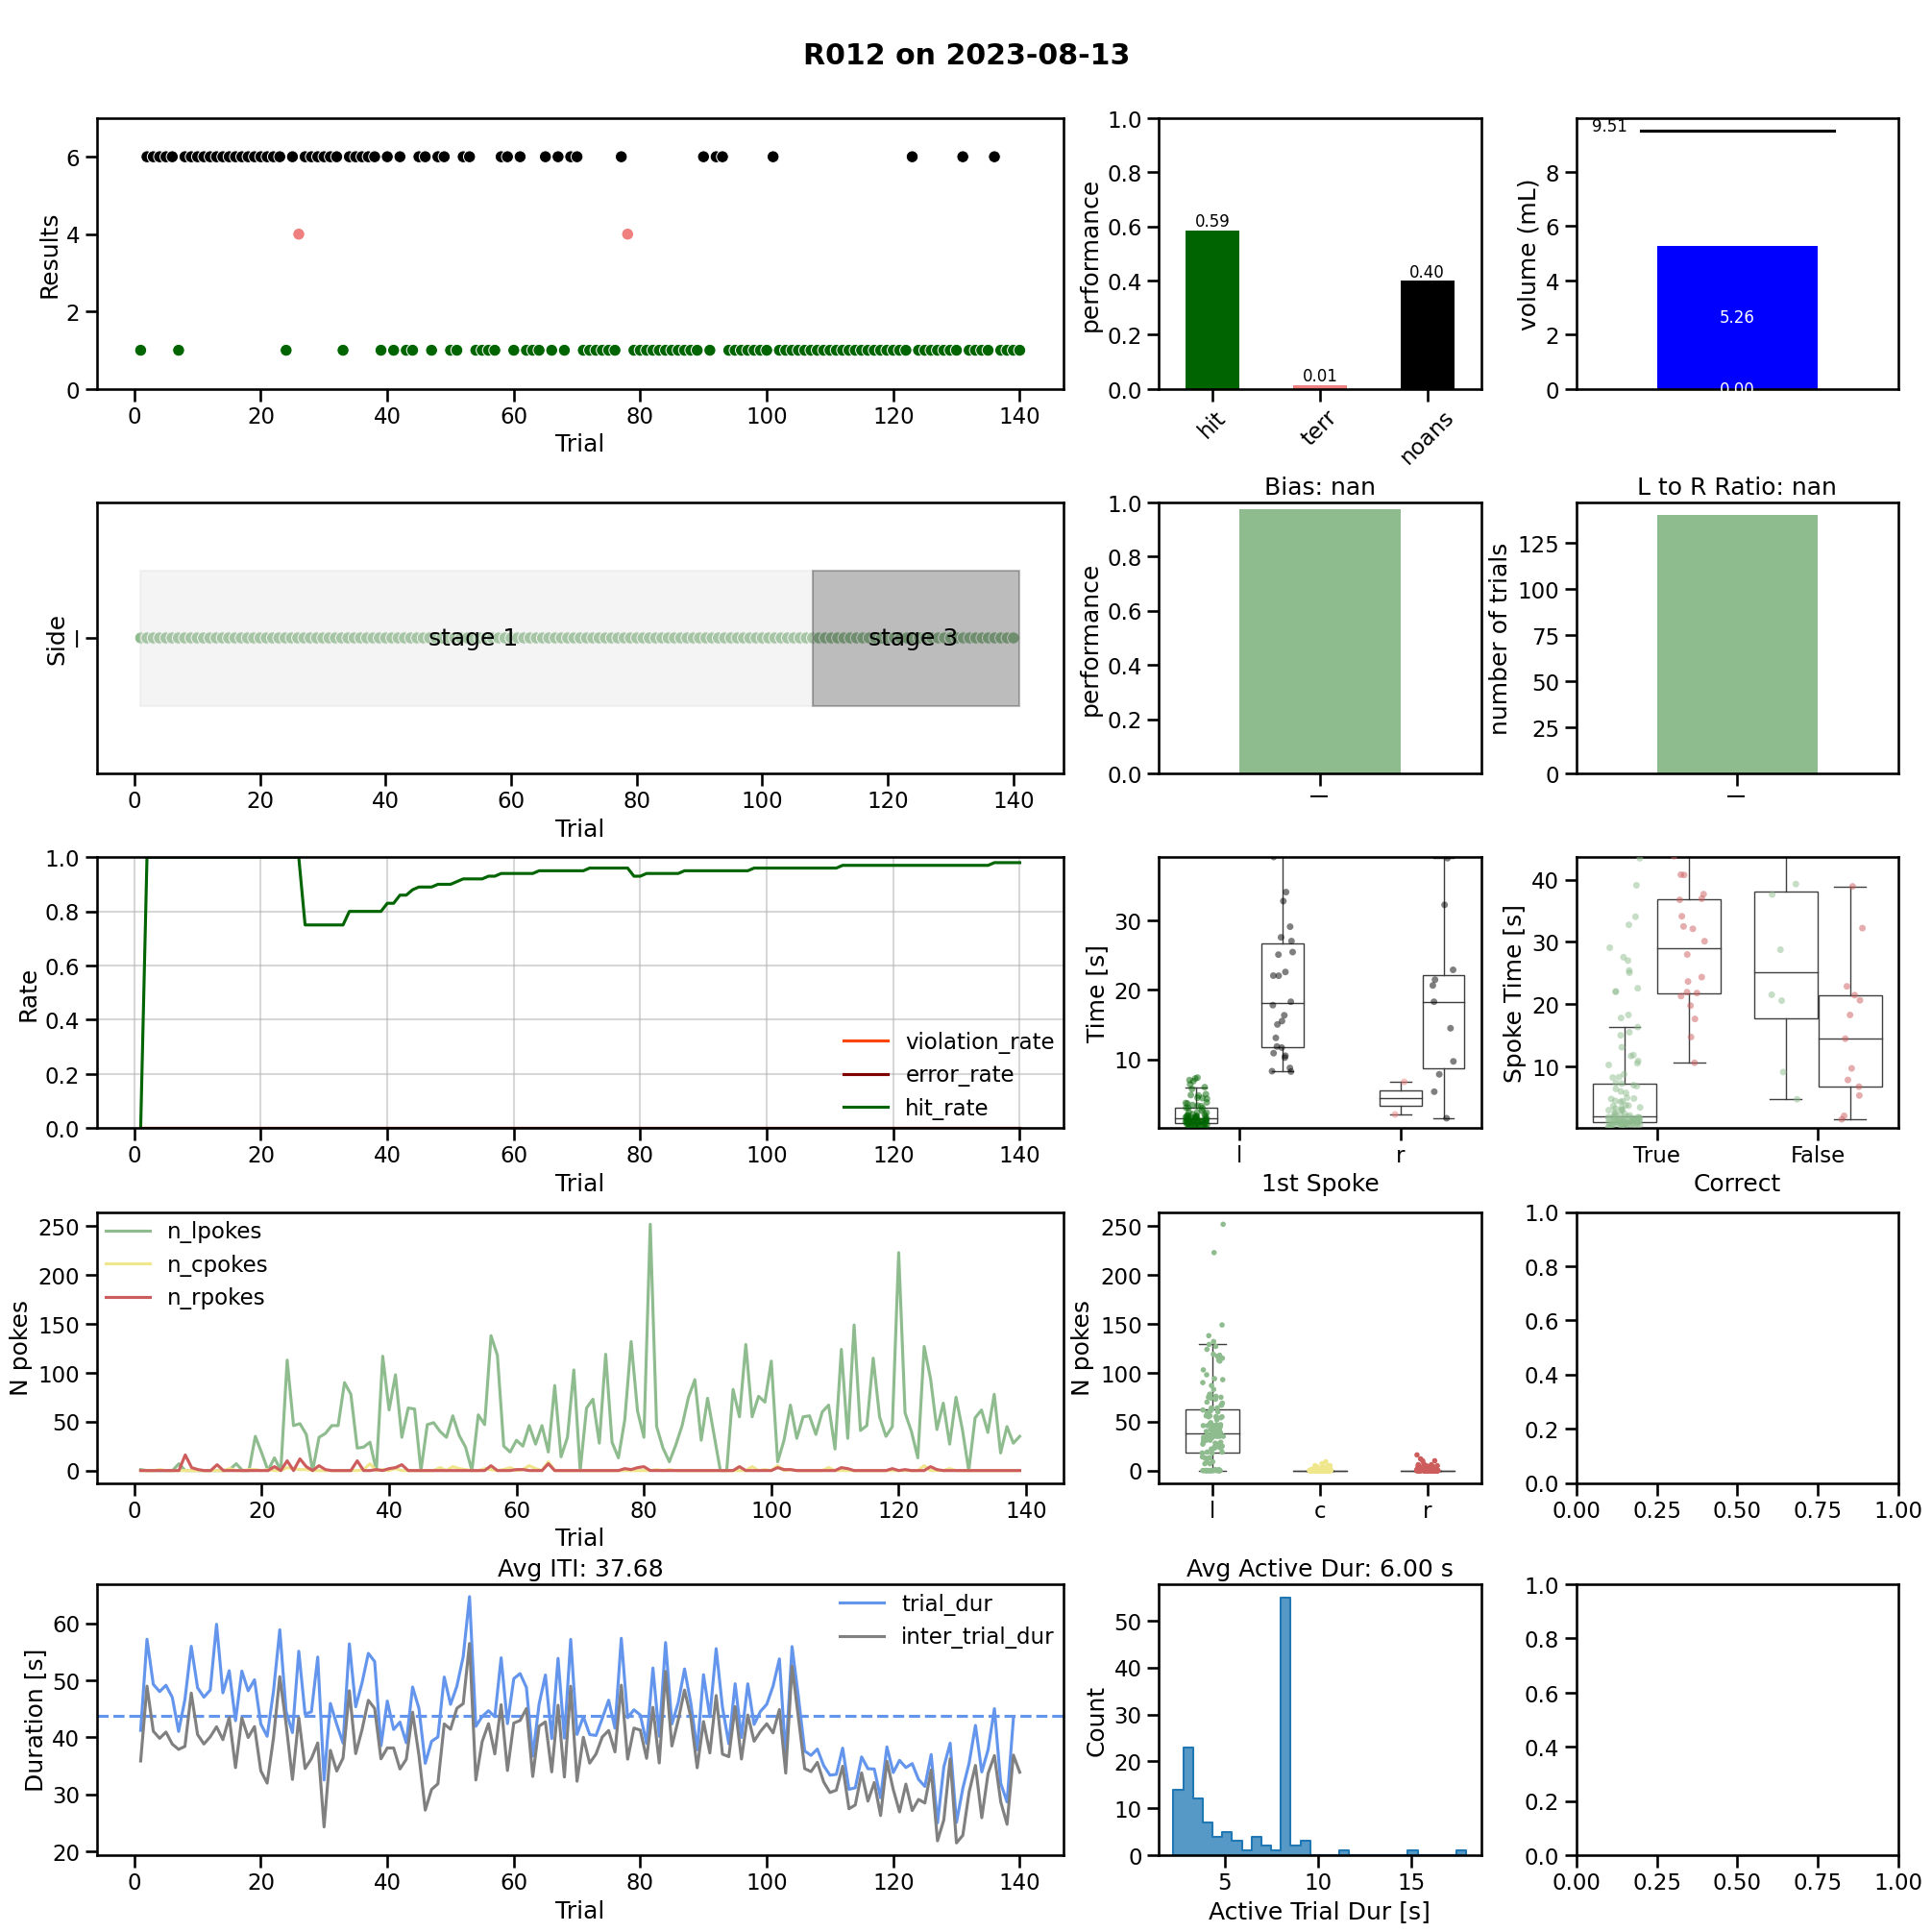 R012 on 2023-08-13
Results
6
4
2
0
0 20 40 60 80 100 120 140
Trial
performance
1.0
0.8
0.6
0.4
0.2
0.0
0.59
0.01
0.40
hit terr noans
volume (mL)
8
6
4
2
0
9.51
5.26
0.00
Side
l
stage 1
stage 3
0 20 40 60 80 100 120 140
Trial
Bias: nan
performance
1.0
0.8
0.6
0.4
0.2
0.0
l
L to R Ratio: nan
number of trials
125
100
75
50
25
0
l
Rate
1.0
0.8
0.6
0.4
0.2
0.0
violation_rate
error_rate
hit_rate
0 20 40 60 80 100 120 140
Trial
Time [s]
30
20
10
l r
1st Spoke
Spoke Time [s]
40
30
20
10
True False
Correct
N pokes
250
200
150
100
50
0
n_lpokes
n_cpokes
n_rpokes
0 20 40 60 80 100 120 140
Trial
N pokes
250
200
150
100
50
0
l c r
1.0
0.8
0.6
0.4
0.2
0.0
0.00 0.25 0.50 0.75 1.00
Avg ITI: 37.68
Duration [s]
60
50
40
30
20
trial_dur
inter_trial_dur
0 20 40 60 80 100 120 140
Trial
Avg Active Dur: 6.00 s
Count
50
40
30
20
10
0
5 10 15
Active Trial Dur [s]
1.0
0.8
0.6
0.4
0.2
0.0
0.00 0.25 0.50 0.75 1.00